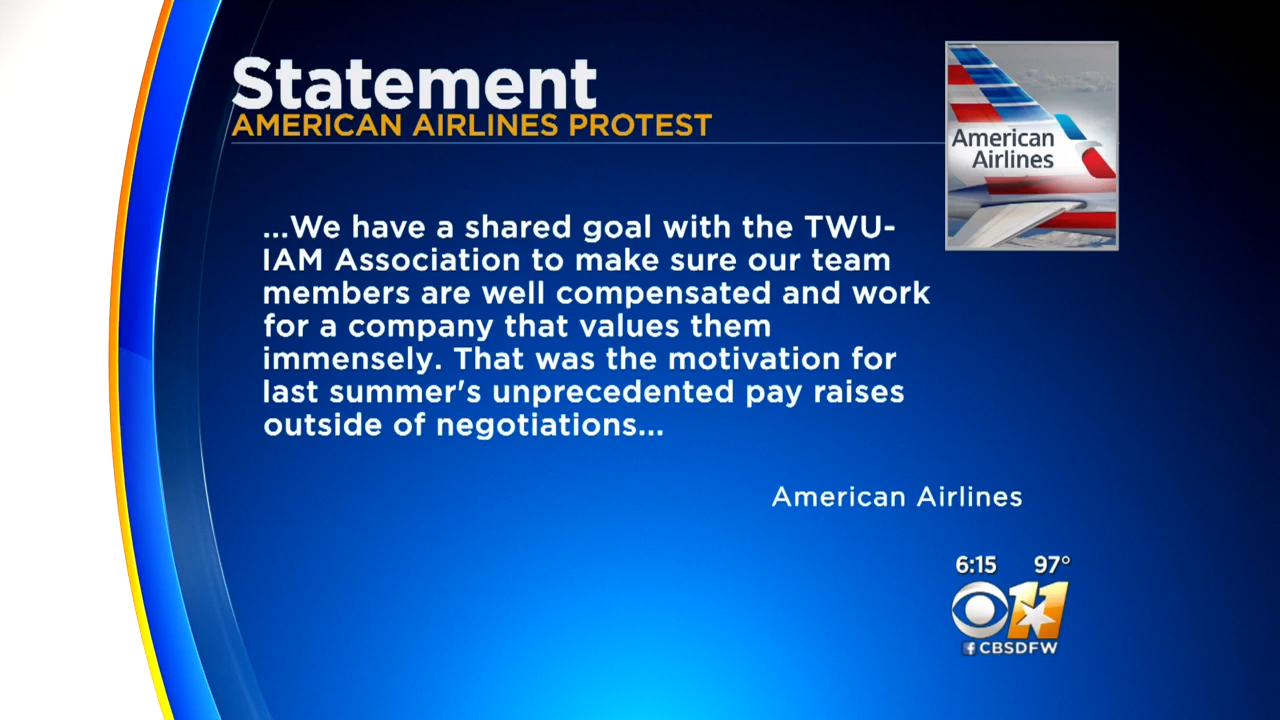 Statement
AMERICAN AIRLINES PROTEST
American
Airlines
...We have a shared goal with the TWU-
IAM Association to make sure our team
members are well compensated and work
for a company that values them
immensely. That was the motivation for
last summer's unprecedented pay raises
outside of negotiations...
American Airlines
6:15 97°
11
f CBSDFW